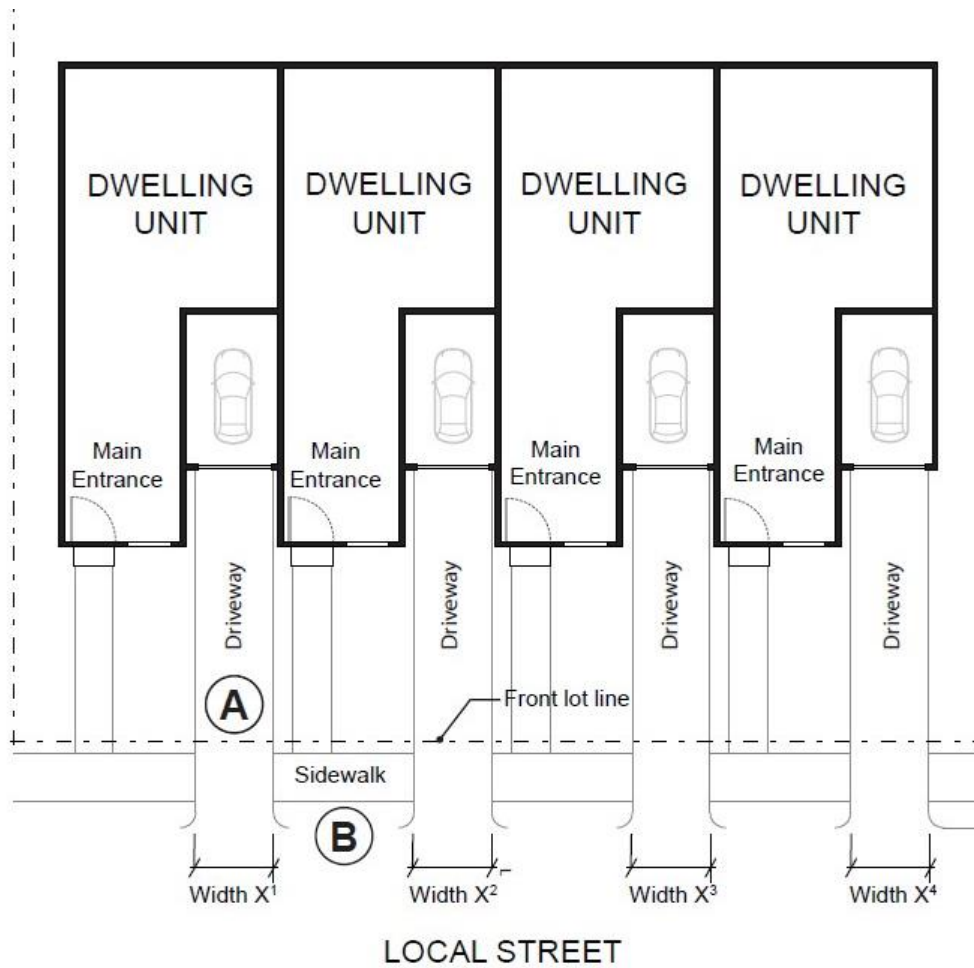 DWELLING
UNIT
DWELLING
UNIT
DWELLING
UNIT
DWELLING
UNIT
Main
Entrance
Main
Entrance
Main
Entrance
Main
Entrance
Driveway
Driveway
Driveway
Driveway
A
Front lot line
Sidewalk
B
Width X¹
Width X²
Width X³
Width X⁴
LOCAL STREET